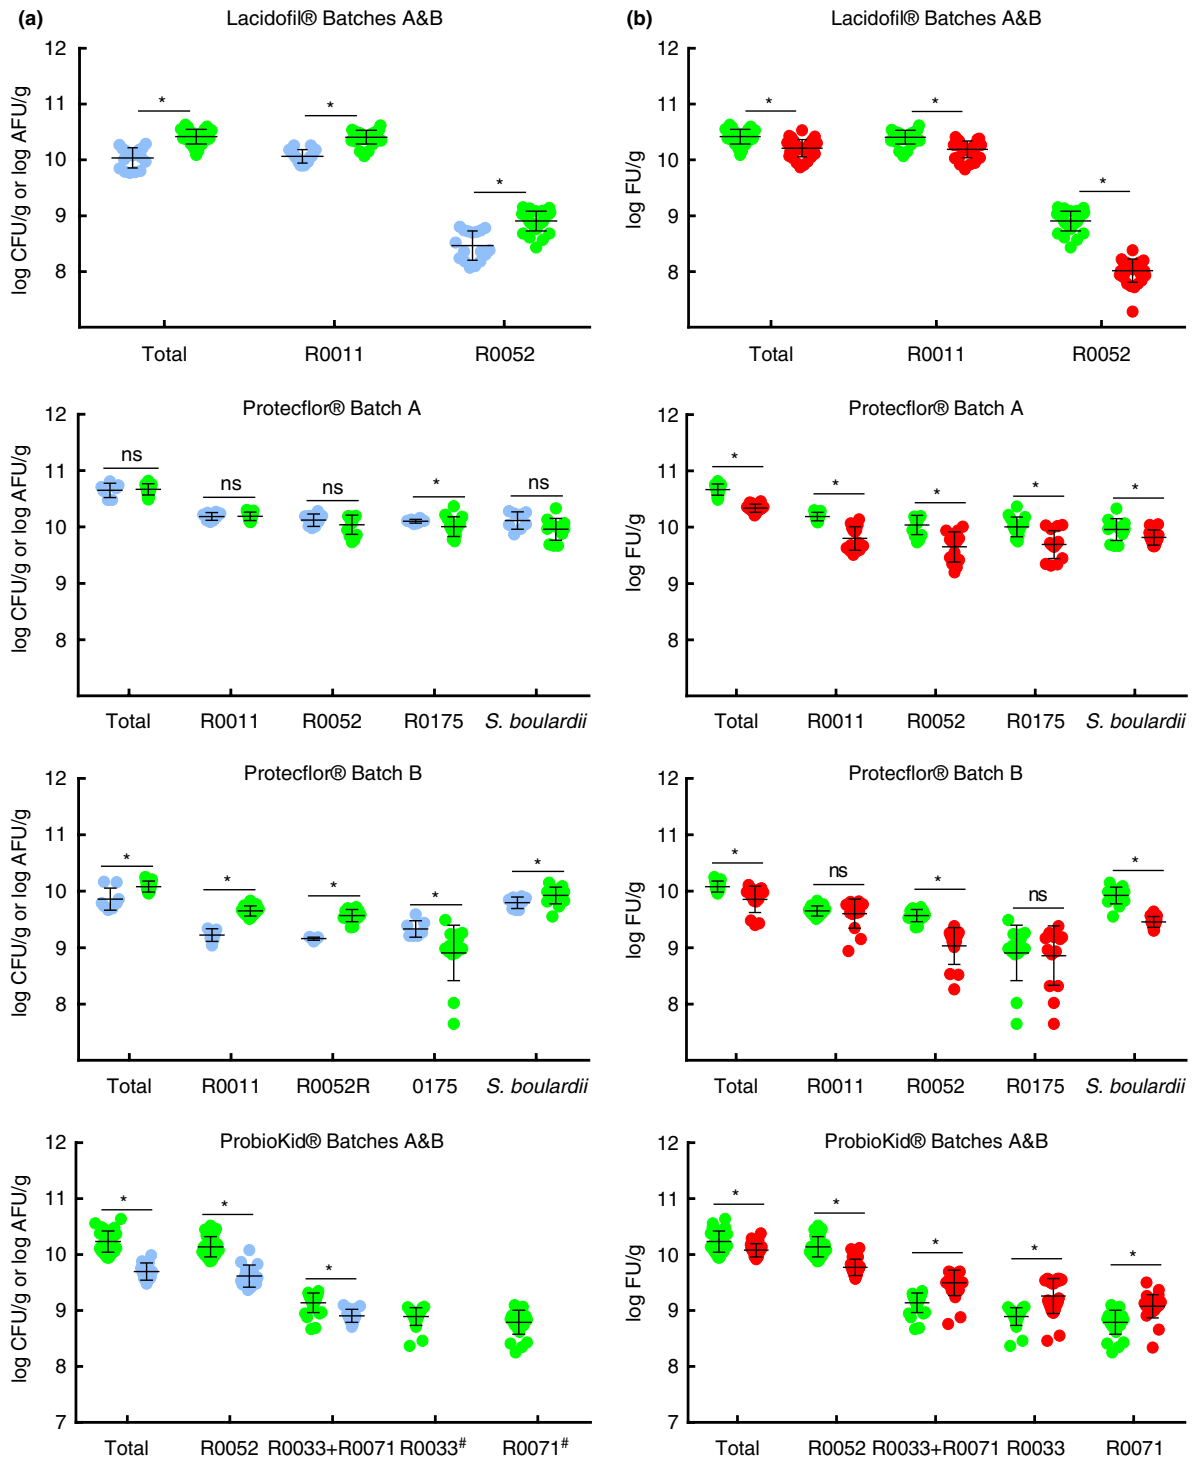 (a)
Lacidofil® Batches A&B
12
11
10
9
8
log CFU/g or log AFU/g
*
*
*
Total R0011 R0052
(b)
Lacidofil® Batches A&B
12
11
10
9
8
log FU/g
*
*
*
Total R0011 R0052
Protecflor® Batch A
12
11
10
9
8
log CFU/g or log AFU/g
ns
ns
ns
*
ns
Total R0011 R0052 R0175 S. boulardii
Protecflor® Batch A
12
11
10
9
8
log FU/g
*
*
*
*
*
Total R0011 R0052 R0175 S. boulardii
Protecflor® Batch B
12
11
10
9
8
log CFU/g or log AFU/g
*
*
*
*
*
Total R0011 R0052R 0175 S. boulardii
Protecflor® Batch B
12
11
10
9
8
log FU/g
*
ns
*
ns
*
Total R0011 R0052 R0175 S. boulardii
ProbioKid® Batches A&B
12
11
10
9
8
7
log CFU/g or log AFU/g
*
*
*
Total R0052 R0033+R0071 R0033# R0071#
ProbioKid® Batches A&B
12
11
10
9
8
7
log FU/g
*
*
*
*
*
Total R0052 R0033+R0071 R0033 R0071